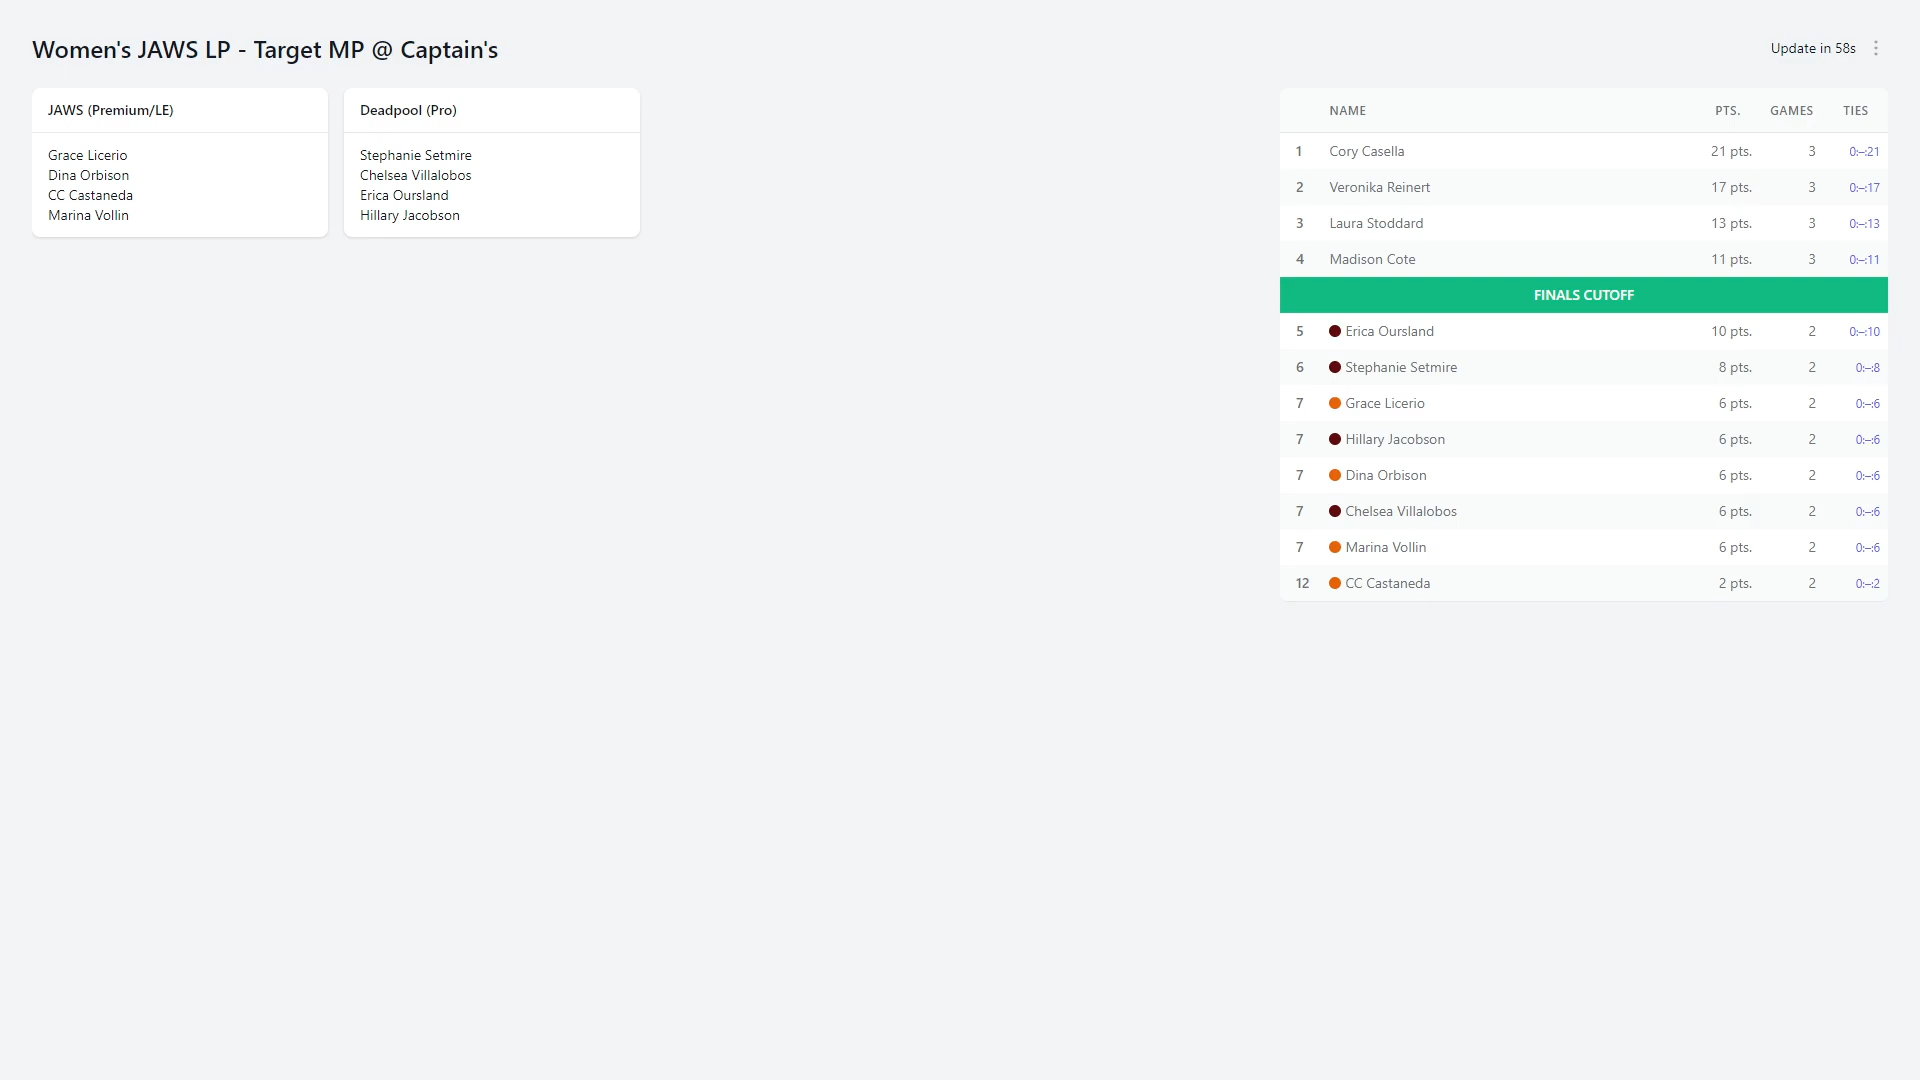 Women's JAWS LP - Target MP @ Captain's
Update in 58s
JAWS (Premium/LE)
Grace Licerio
Dina Orbison
CC Castaneda
Marina Vollin
Deadpool (Pro)
Stephanie Setmire
Chelsea Villalobos
Erica Oursland
Hillary Jacobson
NAME PTS. GAMES TIES
1 Cory Casella 21 pts. 3 0:–:21
2 Veronika Reinert 17 pts. 3 0:–:17
3 Laura Stoddard 13 pts. 3 0:–:13
4 Madison Cote 11 pts. 3 0:–:11
FINALS CUTOFF
5 Erica Oursland 10 pts. 2 0:–:10
6 Stephanie Setmire 8 pts. 2 0:–:8
7 Grace Licerio 6 pts. 2 0:–:6
7 Hillary Jacobson 6 pts. 2 0:–:6
7 Dina Orbison 6 pts. 2 0:–:6
7 Chelsea Villalobos 6 pts. 2 0:–:6
7 Marina Vollin 6 pts. 2 0:–:6
12 CC Castaneda 2 pts. 2 0:–:2